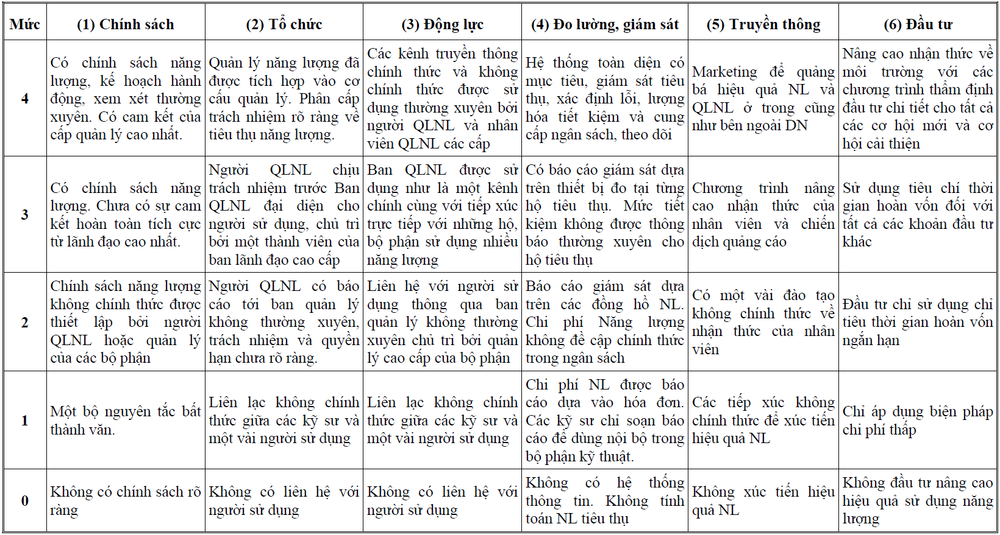 Mức
(1) Chính sách
(2) Tổ chức
(3) Động lực
(4) Đo lường, giám sát
(5) Truyền thông
(6) Đầu tư
4
Có chính sách năng
lượng, kế hoạch hành
động, xem xét thường
xuyên. Có cam kết của
cấp quản lý cao nhất.
Quản lý năng lượng đã
được tích hợp vào cơ
cấu quản lý. Phân cấp
trách nhiệm rõ ràng về
tiêu thụ năng lượng.
Các kênh truyền thông
chính thức và không
chính thức được sử
dụng thường xuyên bởi
người QLNL và nhân
viên QLNL các cấp
Hệ thống toàn diện có
mục tiêu, giám sát tiêu
thụ, xác định lỗi, lượng
hóa tiết kiệm và cung
cấp ngân sách, theo dõi
Marketing để quảng
bá hiệu quả NL và
QLNL ở trong cũng
như bên ngoài DN
Nâng cao nhận thức về
môi trường với các
chương trình thẩm định
đầu tư chi tiết cho tất cả
các cơ hội mới và cơ
hội cải thiện
3
Có chính sách năng
lượng. Chưa có sự cam
kết hoàn toàn tích cực
từ lãnh đạo cao nhất.
Người QLNL chịu
trách nhiệm trước Ban
QLNL đại diện cho
người sử dụng, chủ trì
bởi một thành viên của
ban lãnh đạo cao cấp
Ban QLNL được sử
dụng như là một kênh
chính cùng với tiếp xúc
trực tiếp với những hộ,
bộ phận sử dụng nhiều
năng lượng
Có báo cáo giám sát dựa
trên thiết bị đo tại từng
hộ tiêu thụ. Mức tiết
kiệm không được thông
báo thường xuyên cho
hộ tiêu thụ
Chương trình nâng
cao nhận thức của
nhân viên và chiến
dịch quảng cáo
Sử dụng tiêu chí thời
gian hoàn vốn đối với
tất cả các khoản đầu tư
khác
2
Chính sách năng lượng
không chính thức được
thiết lập bởi người
QLNL hoặc quản lý
của các bộ phận
Người QLNL có báo
cáo tới ban quản lý
không thường xuyên,
trách nhiệm và quyền
hạn chưa rõ ràng.
Liên hệ với người sử
dụng thông qua ban
quản lý không thường
xuyên chủ trì bởi quản
lý cao cấp của bộ phận
Báo cáo giám sát dựa
trên các đồng hồ NL.
Chi phí Năng lượng
không đề cập chính thức
trong ngân sách
Có một vài đào tạo
không chính thức về
nhận thức của nhân
viên
Đầu tư chỉ sử dụng chỉ
tiêu thời gian hoàn vốn
ngắn hạn
1
Một bộ nguyên tắc bất
thành văn.
Liên lạc không chính
thức giữa các kỹ sư và
một vài người sử dụng
Liên lạc không chính
thức giữa các kỹ sư và
một vài người sử dụng
Chi phí NL được báo
cáo dựa vào hóa đơn.
Các kỹ sư chỉ soạn báo
cáo để dùng nội bộ trong
bộ phận kỹ thuật.
Các tiếp xúc không
chính thức để xúc tiến
hiệu quả NL
Chỉ áp dụng biện pháp
chi phí thấp
0
Không có chính sách rõ
ràng
Không có liên hệ với
người sử dụng
Không có liên hệ với
người sử dụng
Không có hệ thống
thông tin. Không tính
toán NL tiêu thụ
Không xúc tiến hiệu
quả NL
Không đầu tư nâng cao
hiệu quả sử dụng năng
lượng